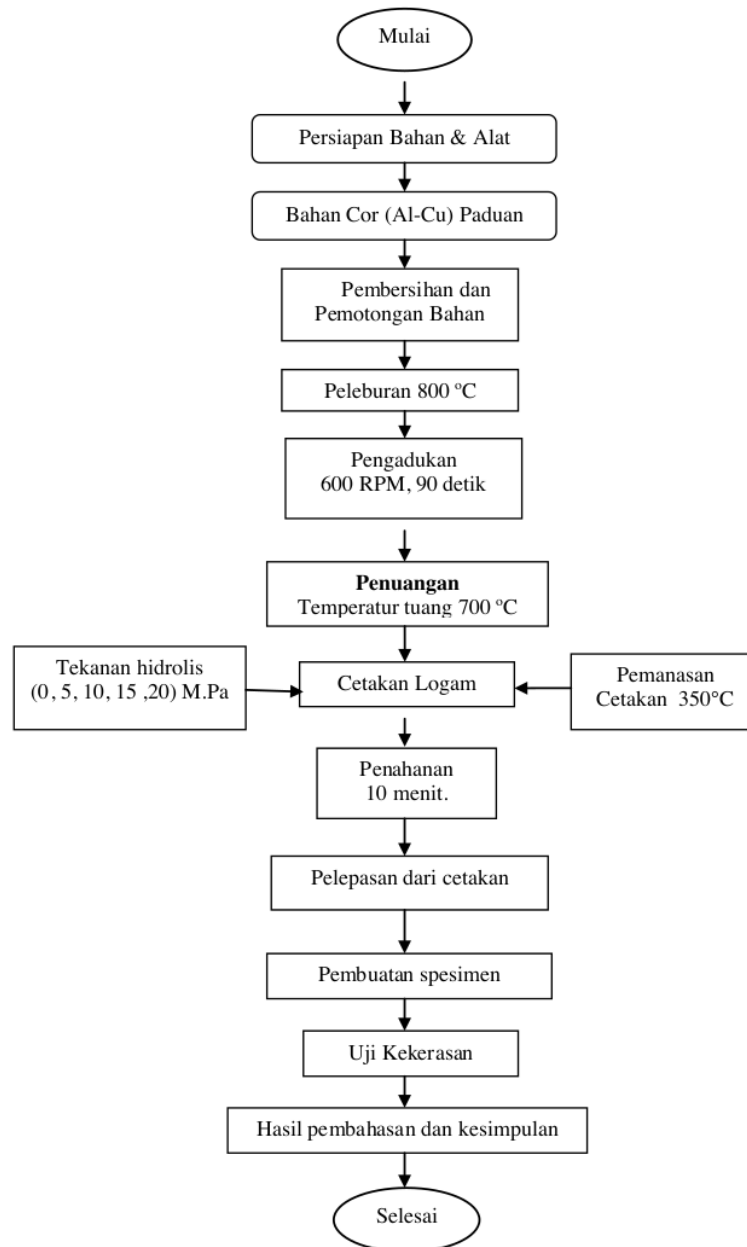 Mulai
Persiapan Bahan & Alat
Bahan Cor (Al-Cu) Paduan
Pembersihan dan
Pemotongan Bahan
Peleburan 800 °C
Pengadukan
600 RPM, 90 detik
Penuangan
Temperatur tuang 700 °C
Tekanan hidrolis
(0, 5, 10, 15 ,20) M.Pa
Cetakan Logam
Pemanasan
Cetakan 350°C
Penahanan
10 menit.
Pelepasan dari cetakan
Pembuatan spesimen
Uji Kekerasan
Hasil pembahasan dan kesimpulan
Selesai